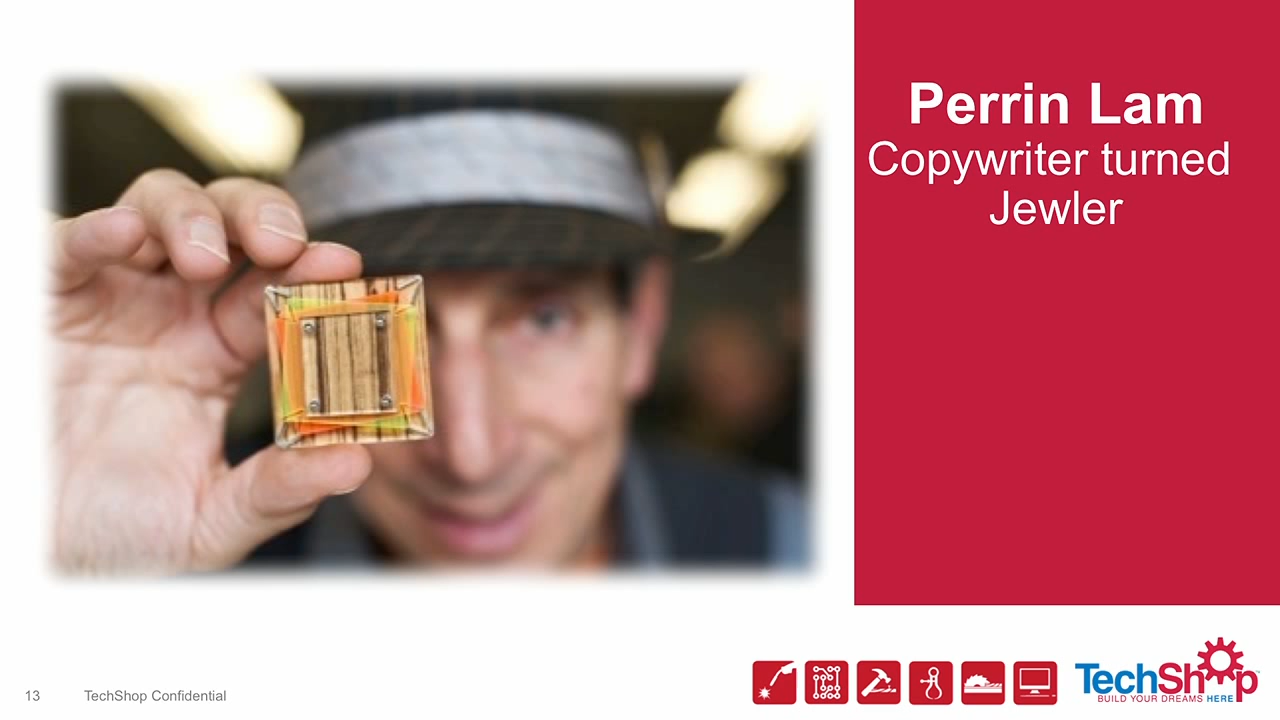 Perrin Lam
Copywriter turned
Jewler
13
TechShop Confidential
TechShop
BUILD YOUR DREAMS HERE